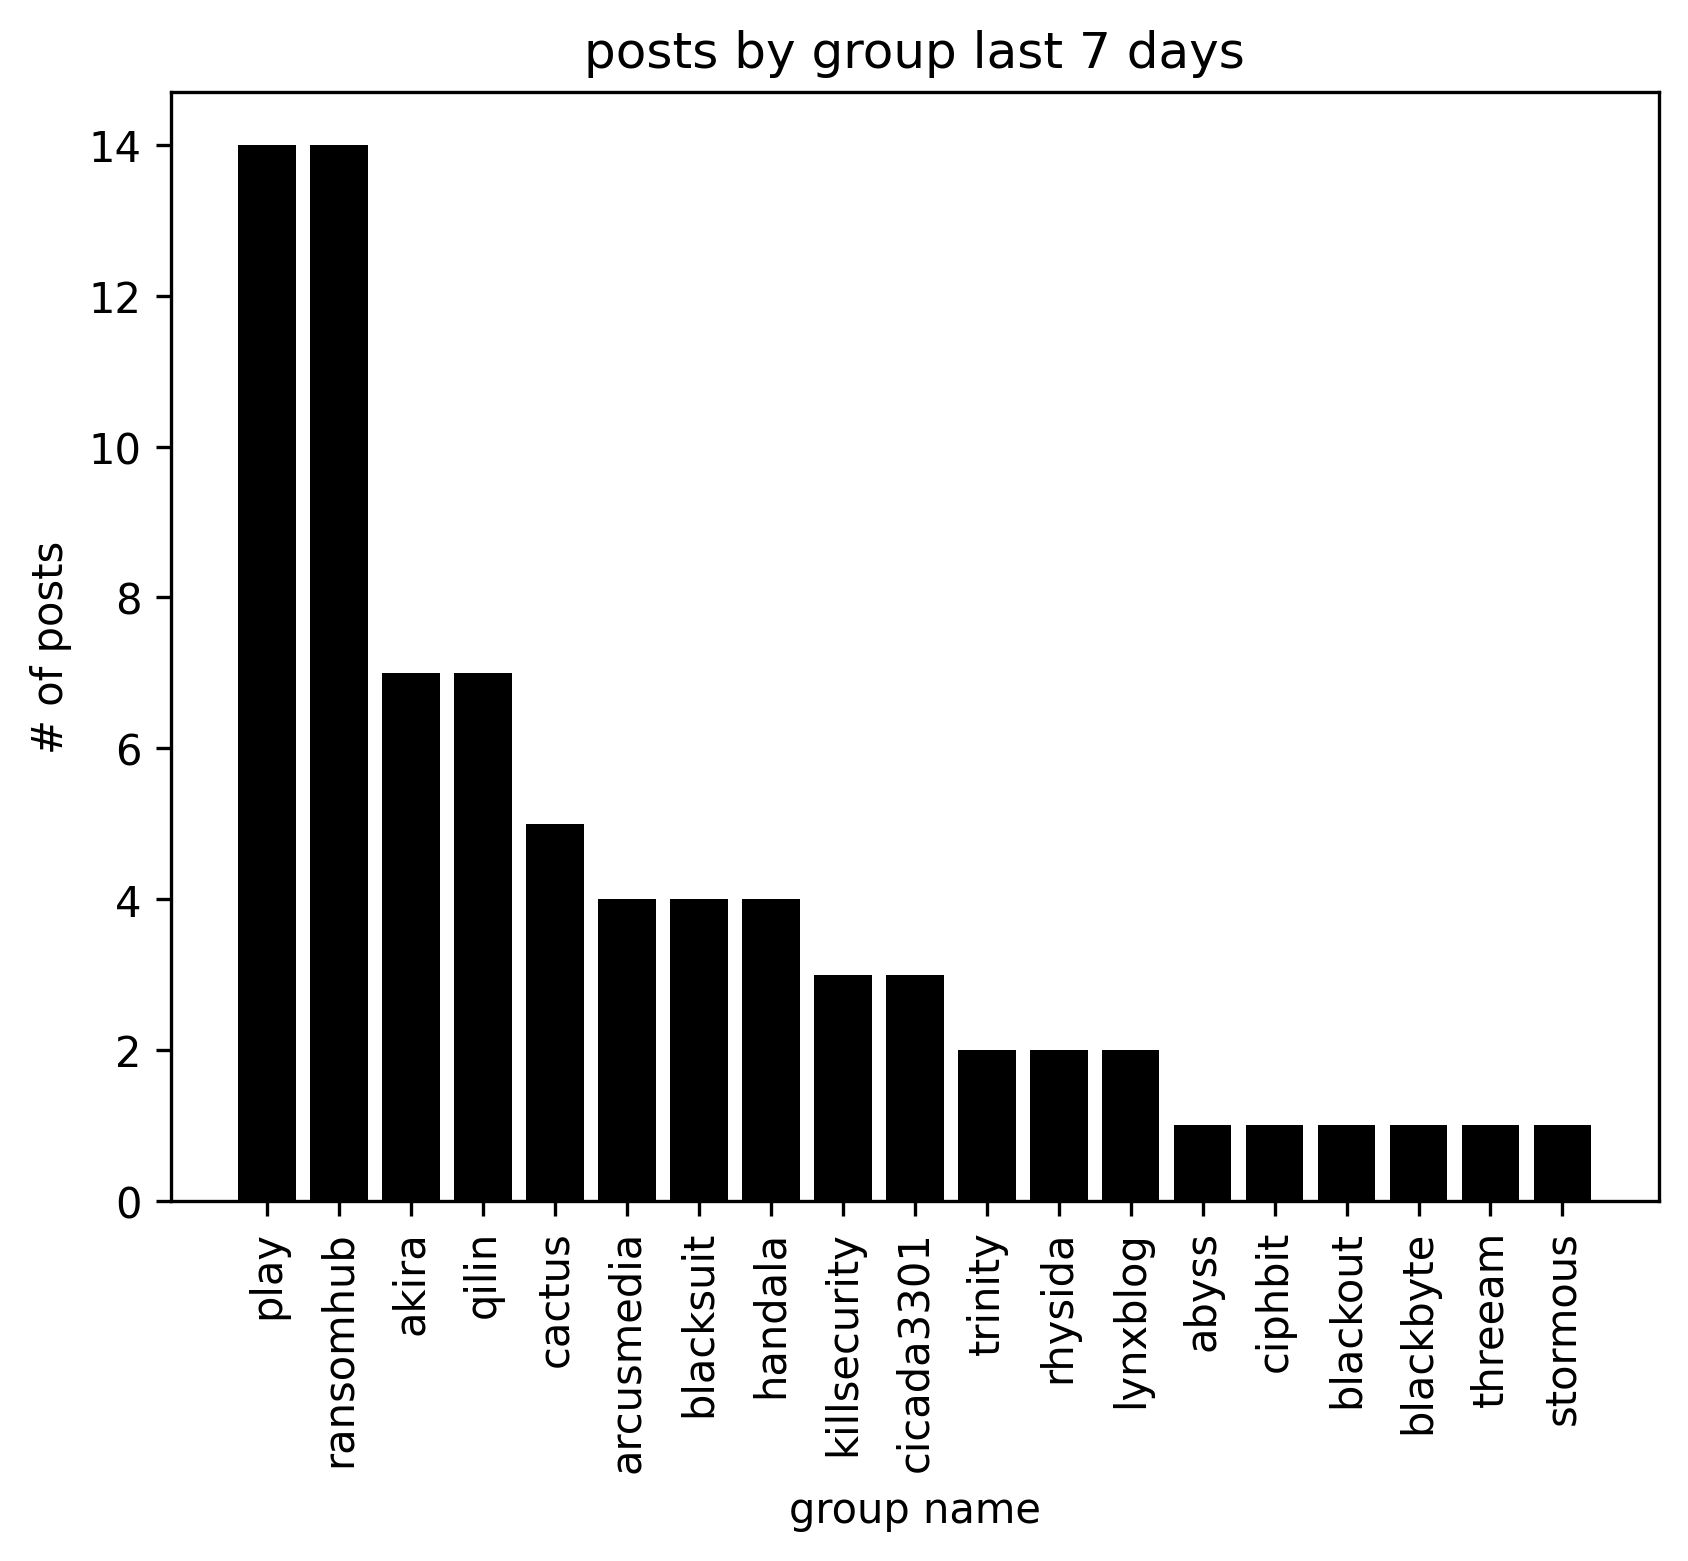 posts by group last 7 days
14
12
10
8
6
4
2
0
# of posts
play
ransomhub
akira
qilin
cactus
arcusmedia
blacksuit
handala
killsecurity
cicada3301
trinity
rhysida
lynxblog
abyss
ciphbit
blackout
blackbyte
threeam
stormous
group name